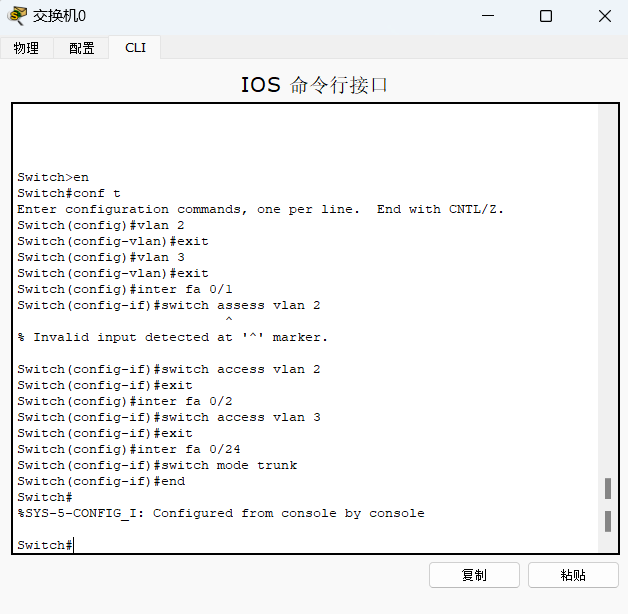 交换机0
物理 配置 CLI
IOS 命令行接口
Switch>en
Switch#conf t
Enter configuration commands, one per line.  End with CNTL/Z.
Switch(config)#vlan 2
Switch(config-vlan)#exit
Switch(config)#vlan 3
Switch(config-vlan)#exit
Switch(config)#inter fa 0/1
Switch(config-if)#switch assess vlan 2
^
% Invalid input detected at '^' marker.
Switch(config-if)#switch access vlan 2
Switch(config-if)#exit
Switch(config)#inter fa 0/2
Switch(config-if)#switch access vlan 3
Switch(config-if)#exit
Switch(config)#inter fa 0/24
Switch(config-if)#switch mode trunk
Switch(config-if)#end
Switch#
%SYS-5-CONFIG_I: Configured from console by console
Switch#
复制 粘贴